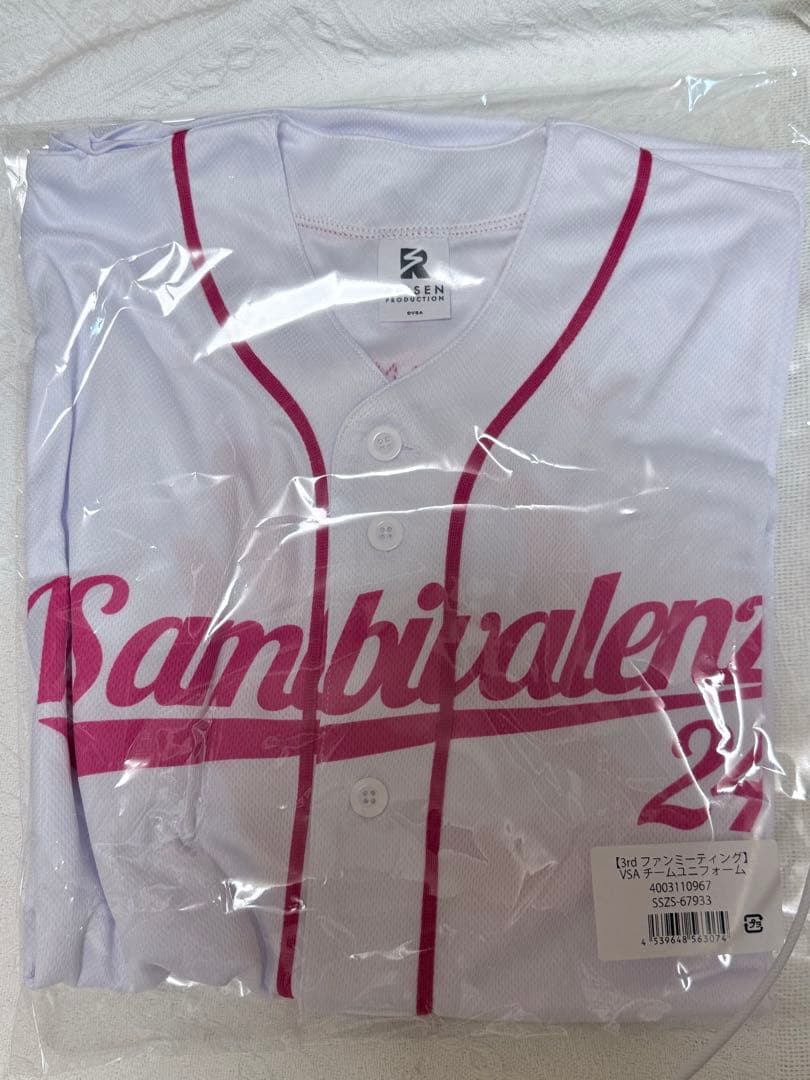 SEN
PRODUCTION
Sambivalenz
24
【3rd ファンミーティング】
VSA チームユニフォーム
4003110967
SSZS-67933
4 539648 563074